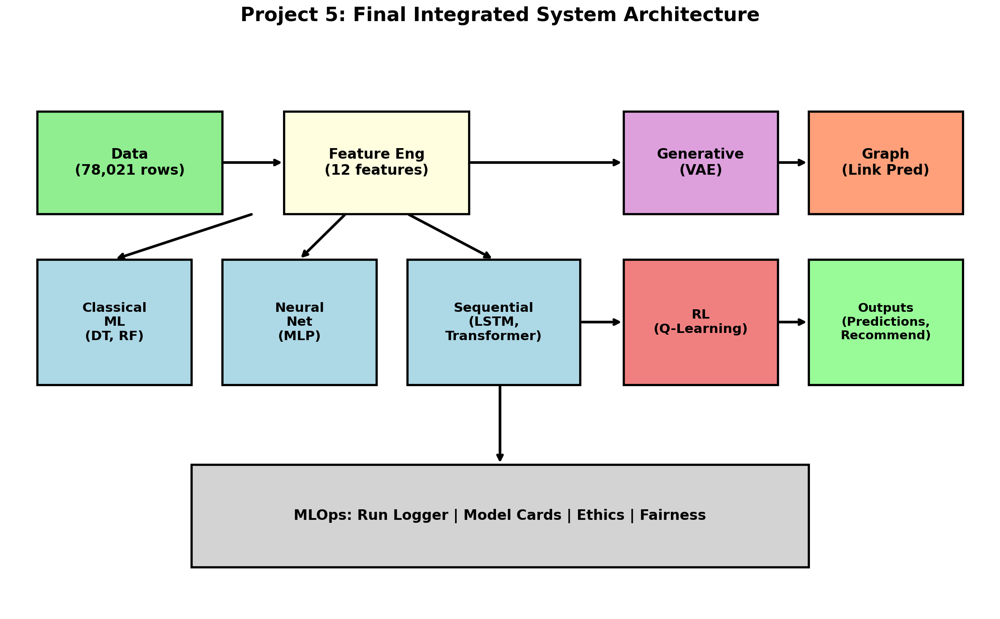 Project 5: Final Integrated System Architecture
Data
(78,021 rows)
Feature Eng
(12 features)
Generative
(VAE)
Graph
(Link Pred)
Classical
ML
(DT, RF)
Neural
Net
(MLP)
Sequential
(LSTM,
Transformer)
RL
(Q-Learning)
Outputs
(Predictions,
Recommend)
MLOps: Run Logger | Model Cards | Ethics | Fairness